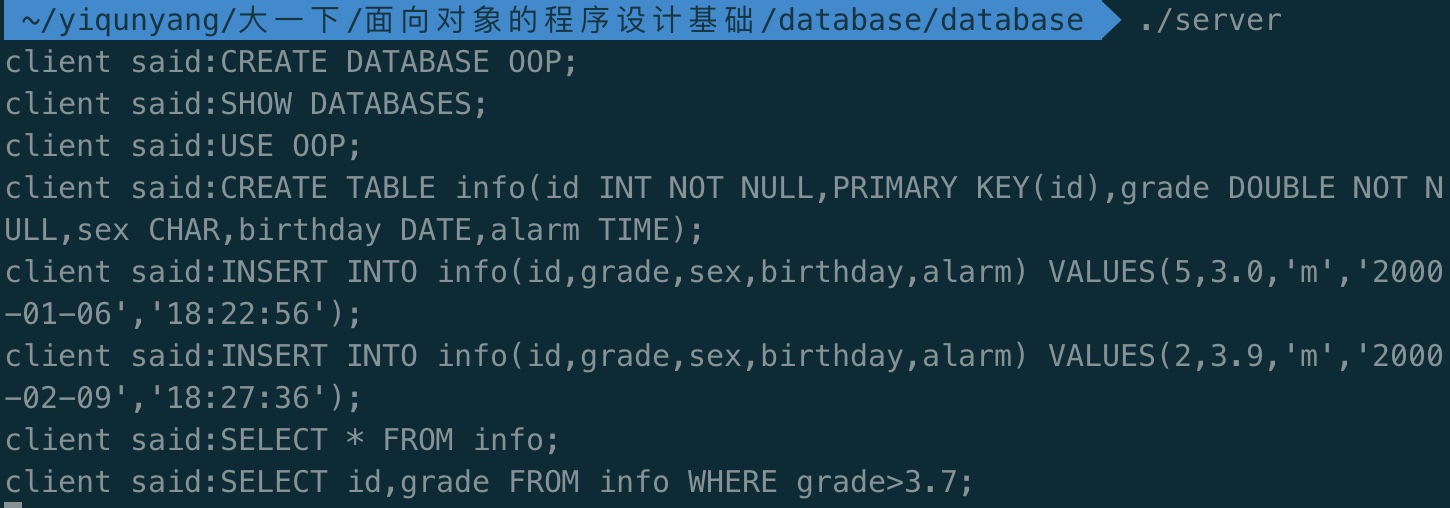 ~/yiqunyang/大一下/面向对象的程序设计基础/database/database ./server
client said:CREATE DATABASE OOP;
client said:SHOW DATABASES;
client said:USE OOP;
client said:CREATE TABLE info(id INT NOT NULL,PRIMARY KEY(id),grade DOUBLE NOT N
ULL,sex CHAR,birthday DATE,alarm TIME);
client said:INSERT INTO info(id,grade,sex,birthday,alarm) VALUES(5,3.0,'m','2000
-01-06','18:22:56');
client said:INSERT INTO info(id,grade,sex,birthday,alarm) VALUES(2,3.9,'m','2000
-02-09','18:27:36');
client said:SELECT * FROM info;
client said:SELECT id,grade FROM info WHERE grade>3.7;